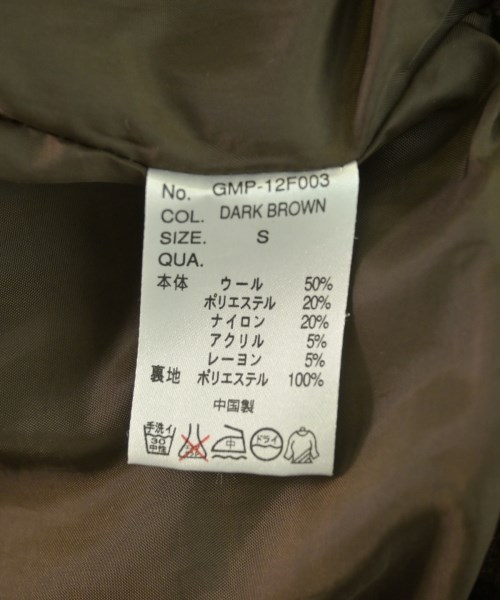 No. GMP-12F003
COL. DARK BROWN
SIZE. S
QUA.
本体 ウール 50%
ポリエステル 20%
ナイロン 20%
アクリル 5%
レーヨン 5%
裏地 ポリエステル 100%
中国製
手洗イ 30 中性 中 ドライ